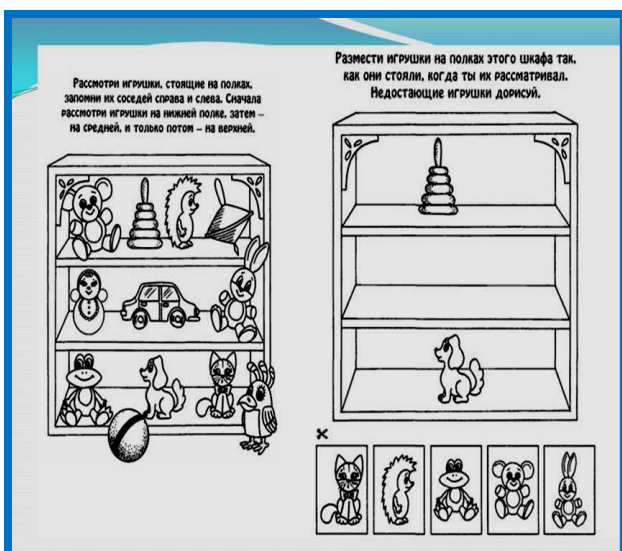 Рассмотри игрушки, стоящие на полках,
запомни их соседей справа и слева. Сначала
рассмотри игрушки на нижней полке, затем –
на средней, и только потом – на верхней.
Размести игрушки на полках этого шкафа так,
как они стояли, когда ты их рассматривал.
Недостающие игрушки дорисуй.